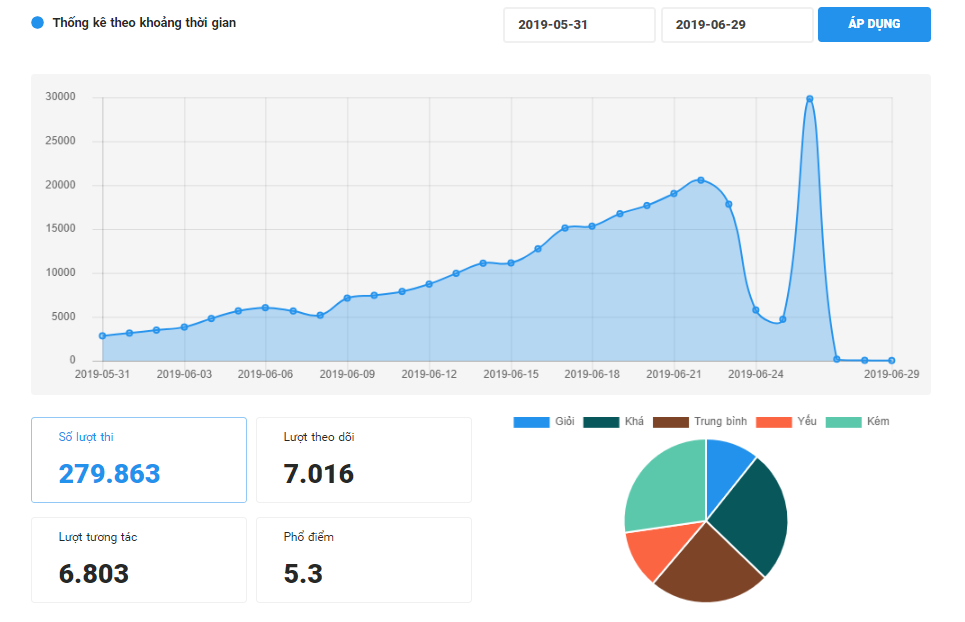 Thống kê theo khoảng thời gian
2019-05-31
2019-06-29
ÁP DỤNG
30000
25000
20000
15000
10000
5000
0
2019-05-31
2019-06-03
2019-06-06
2019-06-09
2019-06-12
2019-06-15
2019-06-18
2019-06-21
2019-06-24
2019-06-29
Số lượt thi
279.863
Lượt theo dõi
7.016
Lượt tương tác
6.803
Phổ điểm
5.3
Giỏi
Khá
Trung bình
Yếu
Kém